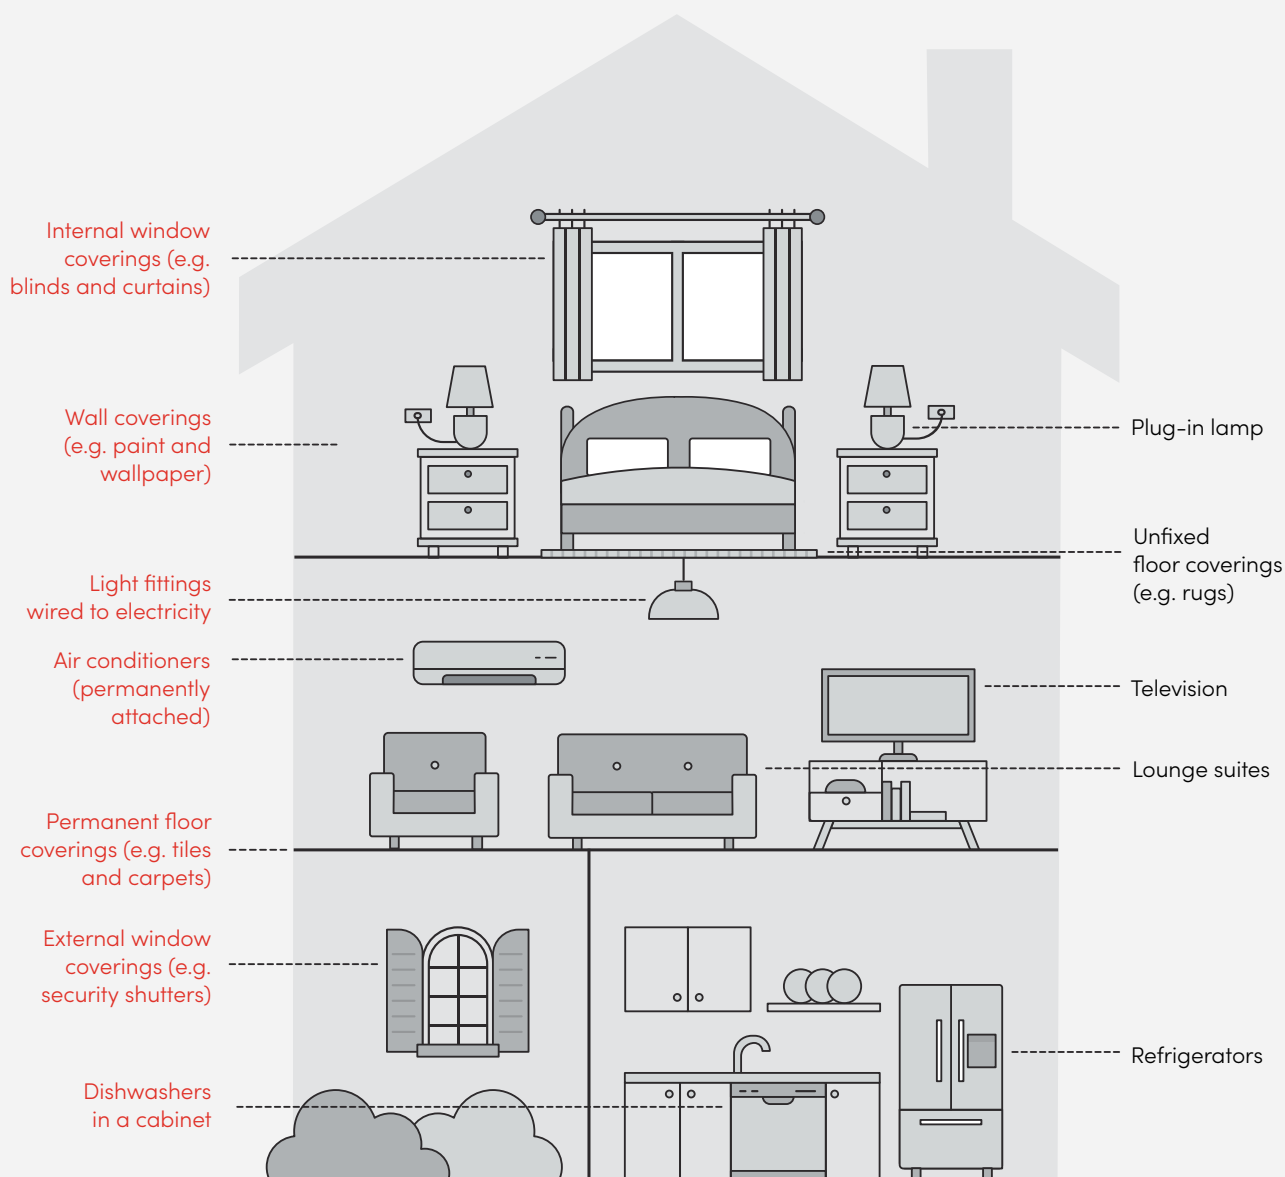 Internal window
coverings (e.g.
blinds and curtains)
Wall coverings
(e.g. paint and
wallpaper)
Light fittings
wired to electricity
Air conditioners
(permanently
attached)
Permanent floor
coverings (e.g. tiles
and carpets)
External window
coverings (e.g.
security shutters)
Dishwashers
in a cabinet
Plug-in lamp
Unfixed
floor coverings
(e.g. rugs)
Television
Lounge suites
Refrigerators